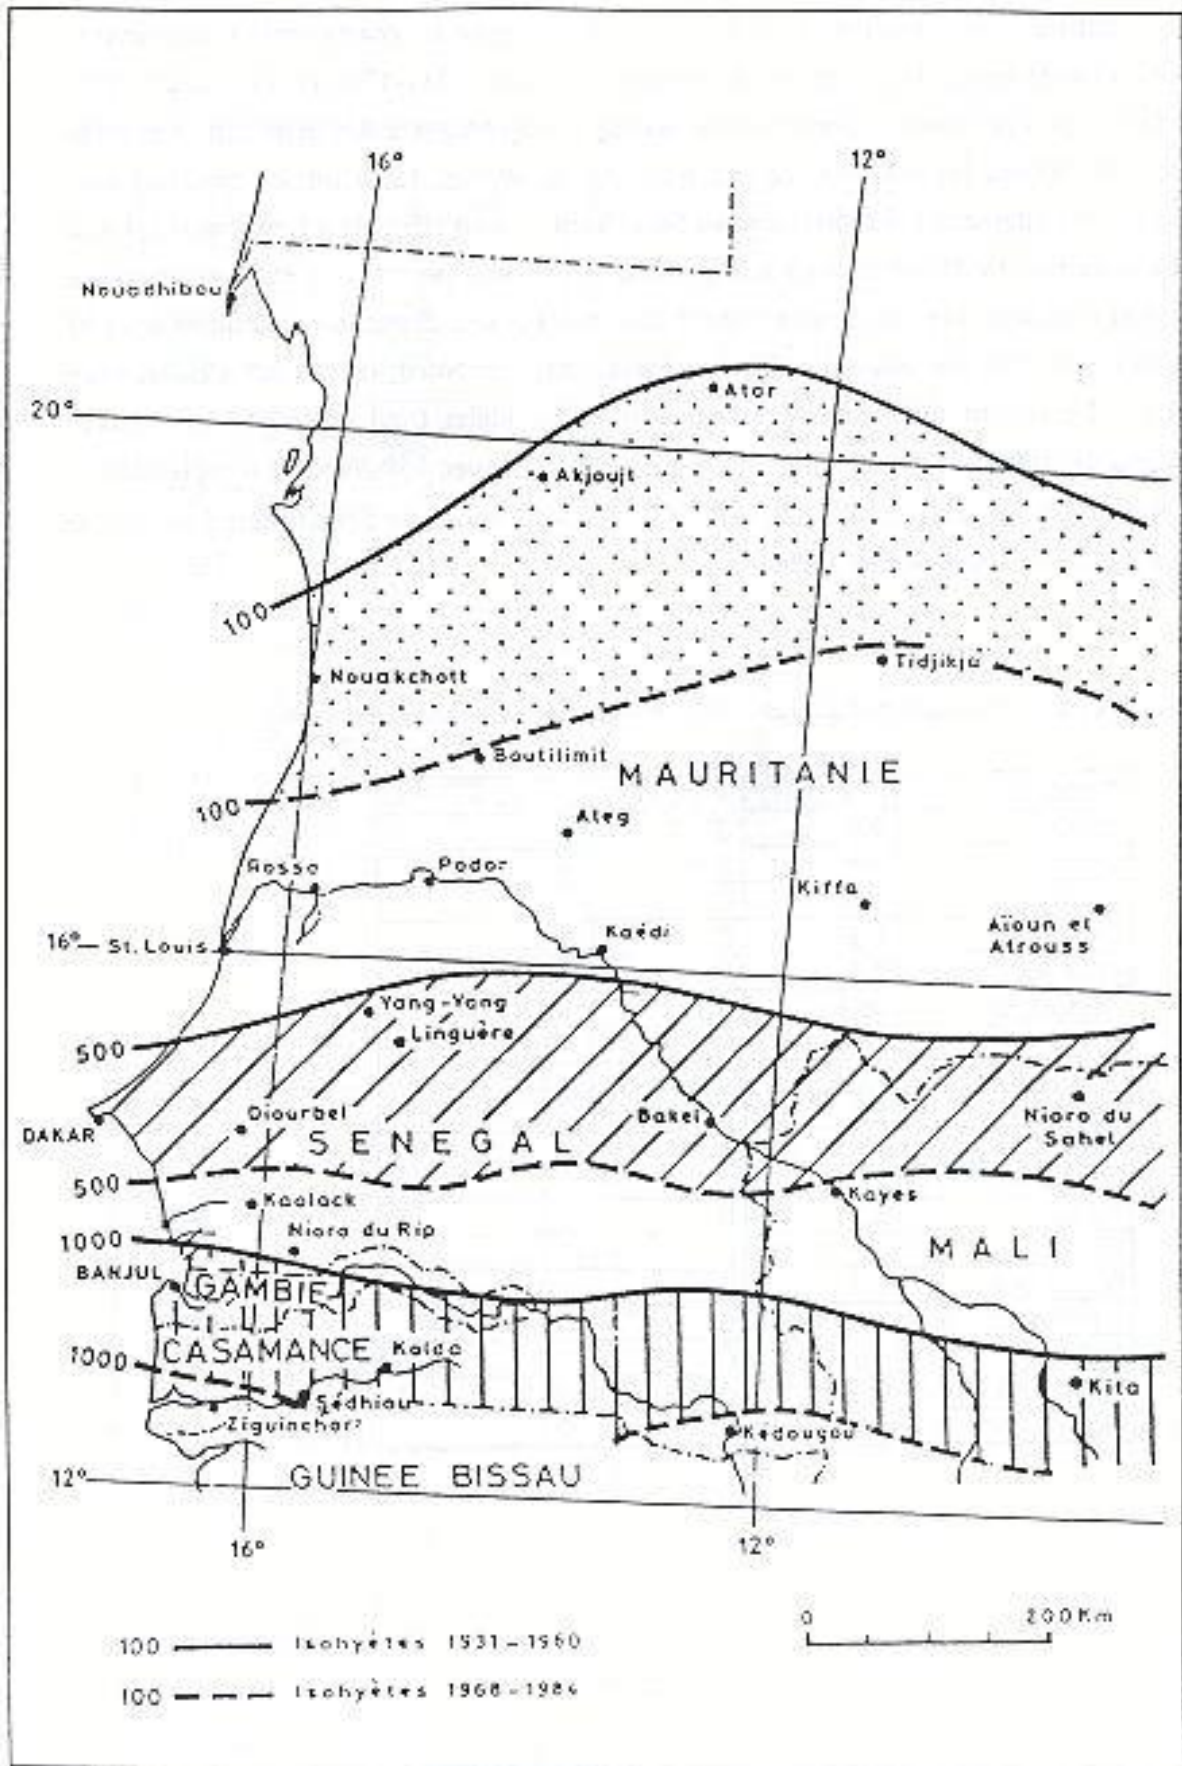 16° 12°
Nouadhibou
Atar
20°
Akjoujt
100
Tidjikja
Nouakchott
Boutilimit
MAURITANIE
100
Aleg
Rosso Podor
Kiffa
Aïoun el
Atrouss
Kaédi
16° St. Louis
Yang-Yang
Linguère
500
Diourbel
Bakel
Nioro du
Sahel
DAKAR
SENEGAL
500
Kayes
Kaolack
Nioro du Rip
1000
MALI
BANJUL
GAMBIE
CASAMANCE
Kolda
1000
Kita
Sédhiou
Ziguinchor
Kédougou
12°
GUINEE BISSAU
16° 12°
0 200 Km
100 Isohyètes 1931-1960
100 Isohyètes 1968-1984